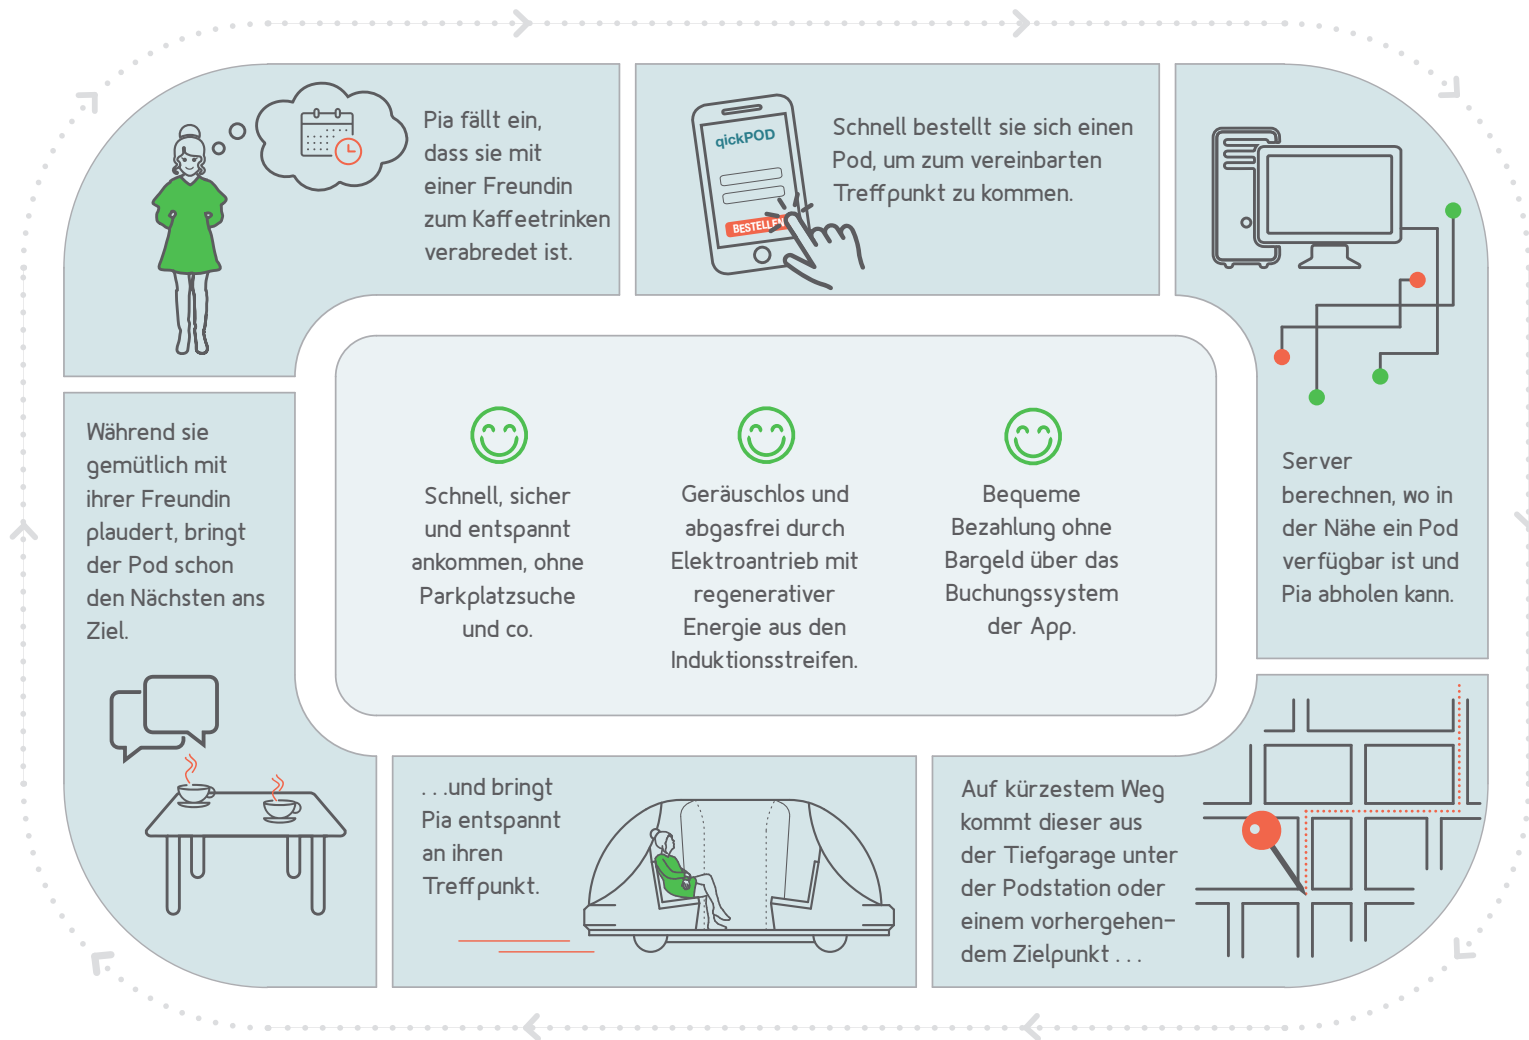 Pia fällt ein,
dass sie mit
einer Freundin
zum Kaffeetrinken
verabredet ist.
qickPOD
BESTELLEN
Schnell bestellt sie sich einen
Pod, um zum vereinbarten
Treffpunkt zu kommen.
Server
berechnen, wo in
der Nähe ein Pod
verfügbar ist und
Pia abholen kann.
Auf kürzestem Weg
kommt dieser aus
der Tiefgarage unter
der Podstation oder
einem vorhergehen-
dem Zielpunkt . . .
. . .und bringt
Pia entspannt
an ihren
Treffpunkt.
Während sie
gemütlich mit
ihrer Freundin
plaudert, bringt
der Pod schon
den Nächsten ans
Ziel.
Schnell, sicher
und entspannt
ankommen, ohne
Parkplatzsuche
und co.
Geräuschlos und
abgasfrei durch
Elektroantrieb mit
regenerativer
Energie aus den
Induktionsstreifen.
Bequeme
Bezahlung ohne
Bargeld über das
Buchungssystem
der App.